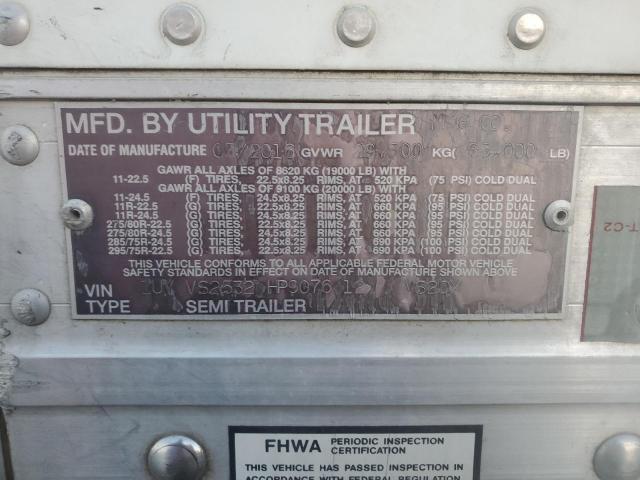 MFD. BY UTILITY TRAILER MFG. CO.
DATE OF MANUFACTURE GVWR KG( LB)
GAWR ALL AXLES OF 8620 KG (19000 LB) WITH
11-22.5 (F) TIRES, 22.5x8.25 RIMS, AT 520 KPA (75 PSI) COLD DUAL
GAWR ALL AXLES OF 9100 KG (20000 LB) WITH
11-24.5 (F) TIRES, 24.5x8.25 RIMS, AT 520 KPA (75 PSI) COLD DUAL
11R-22.5 (G) TIRES, 22.5x8.25 RIMS, AT 660 KPA (95 PSI) COLD DUAL
11R-24.5 (G) TIRES, 24.5x8.25 RIMS, AT 660 KPA (95 PSI) COLD DUAL
275/80R-22.5 (G) TIRES, 22.5x8.25 RIMS, AT 660 KPA (95 PSI) COLD DUAL
275/80R-24.5 (G) TIRES, 24.5x8.25 RIMS, AT 660 KPA (95 PSI) COLD DUAL
285/75R-24.5 (G) TIRES, 24.5x8.25 RIMS, AT 690 KPA (100 PSI) COLD DUAL
295/75R-22.5 (G) TIRES, 22.5x8.25 RIMS, AT 690 KPA (100 PSI) COLD DUAL
THIS VEHICLE CONFORMS TO ALL APPLICABLE FEDERAL MOTOR VEHICLE
SAFETY STANDARDS IN EFFECT ON DATE OF MANUFACTURE SHOWN ABOVE
VIN
TYPE SEMI TRAILER
T-C2
FHWA PERIODIC INSPECTION
CERTIFICATION
THIS VEHICLE HAS PASSED INSPECTION
IN ACCORDANCE WITH FEDERAL REGULATION